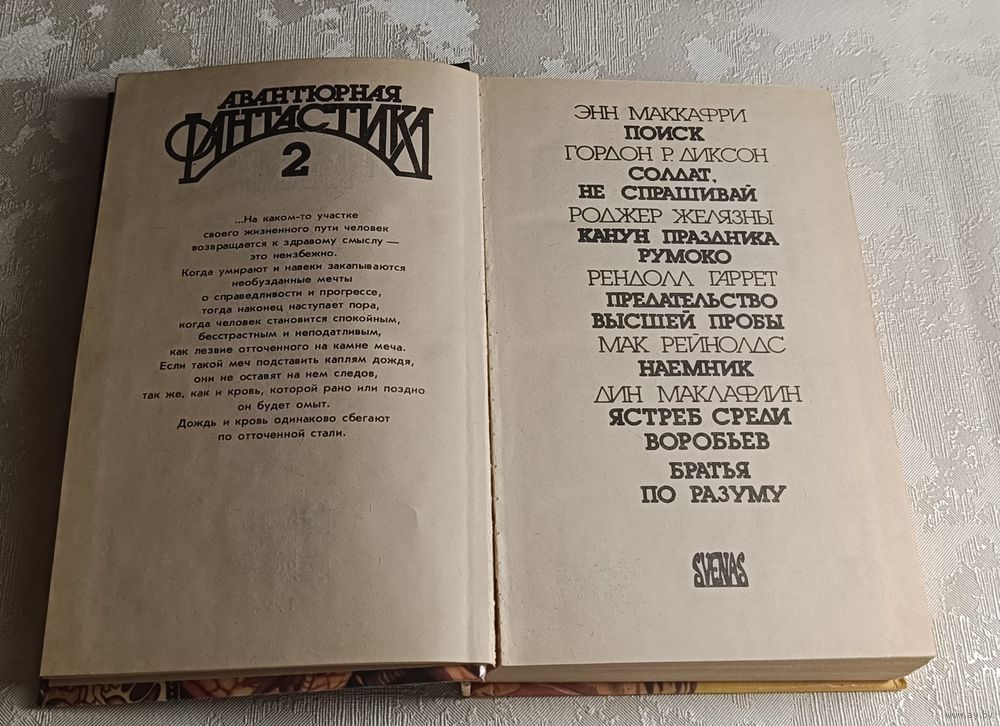 АВАНТЮРНАЯ
ФАНТАСТИКА
2
...На каком-то участке
своего жизненного пути человек
возвращается к здравому смыслу —
это неизбежно.
Когда умирают и навеки закапываются
необузданные мечты
о справедливости и прогрессе,
тогда наконец наступает пора,
когда человек становится спокойным,
бесстрастным и неподатливым,
как лезвие отточенного на камне меча.
Если такой меч подставить каплям дождя,
они не оставят на нем следов,
так же, как и кровь, которой рано или поздно
он будет омыт.
Дождь и кровь одинаково сбегают
по отточенной стали.
ЭНН МАККАФРИ
ПОИСК
ГОРДОН Р. ДИКСОН
СОЛДАТ,
НЕ СПРАШИВАЙ
РОДЖЕР ЖЕЛЯЗНЫ
КАНУН ПРАЗДНИКА
РУМОКО
РЕНДОЛЛ ГАРРЕТ
ПРЕДАТЕЛЬСТВО
ВЫСШЕЙ ПРОБЫ
МАК РЕЙНОЛДС
НАЕМНИК
ДИН МАКЛАФЛИН
ЯСТРЕБ СРЕДИ
ВОРОБЬЕВ
БРАТЬЯ
ПО РАЗУМУ
SVENAS
www.ay.by